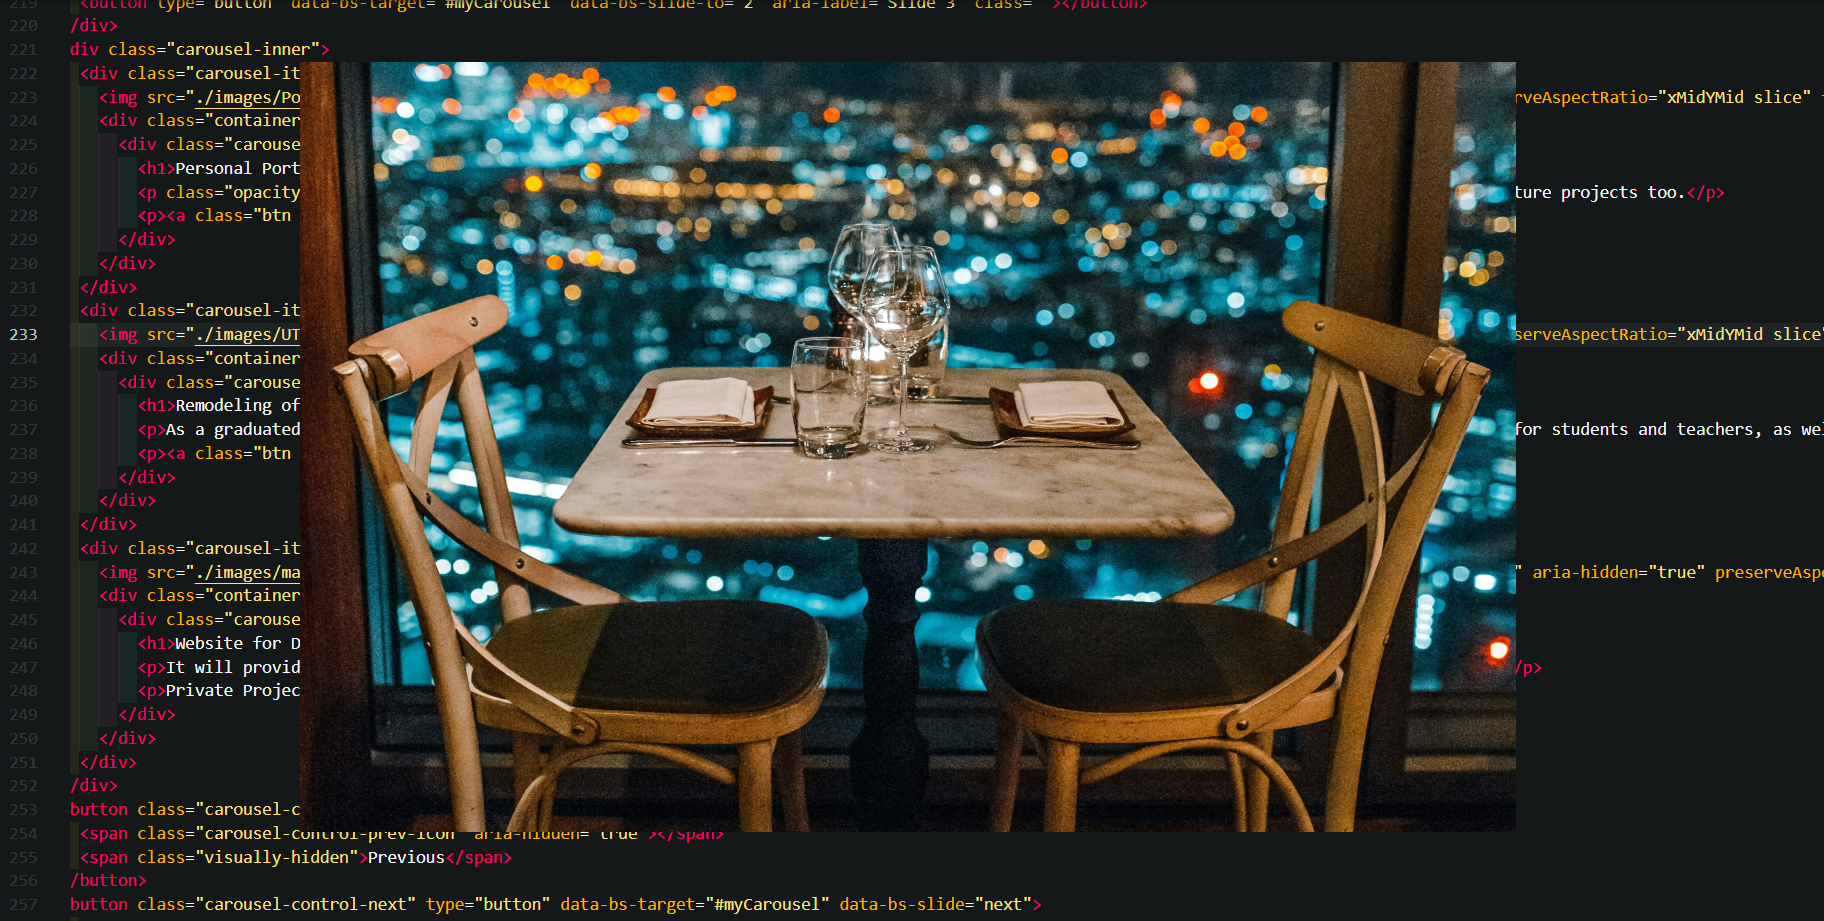 219 <button type="button" data-bs-target="#myCarousel" data-bs-slide-to="2" aria-label="Slide 3" class=" "></button>
220 /div>
221 div class="carousel-inner">
222 <div class="carousel-it
223 <img src="./images/Po rveAspectRatio="xMidYMid slice"
224 <div class="container
225 <div class="carouse
226 <h1>Personal Port
227 <p class="opacity ture projects too.</p>
228 <p><a class="btn
229 </div>
230 </div>
231 </div>
232 <div class="carousel-it
233 <img src="./images/UT serveAspectRatio="xMidYMid slice"
234 <div class="container
235 <div class="carouse
236 <h1>Remodeling of
237 <p>As a graduated for students and teachers, as wel
238 <p><a class="btn
239 </div>
240 </div>
241 </div>
242 <div class="carousel-it
243 <img src="./images/ma " aria-hidden="true" preserveAspe
244 <div class="container
245 <div class="carouse
246 <h1>Website for D
247 <p>It will provid /p>
248 <p>Private Projec
249 </div>
250 </div>
251 </div>
252 /div>
253 button class="carousel-c
254 <span class="carousel-control-prev-icon" aria-hidden="true"></span>
255 <span class="visually-hidden">Previous</span>
256 /button>
257 button class="carousel-control-next" type="button" data-bs-target="#myCarousel" data-bs-slide="next">